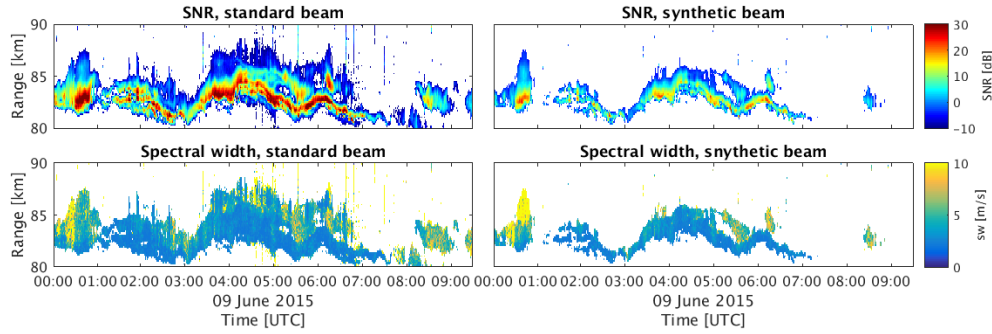 SNR, standard beam
SNR, synthetic beam
90
85
80
Range [km]
30
20
10
0
-10
SNR [dB]
Spectral width, standard beam
Spectral width, snythetic beam
90
85
80
Range [km]
10
5
0
sw [m/s]
00:00 01:00 02:00 03:00 04:00 05:00 06:00 07:00 08:00 09:00
00:00 01:00 02:00 03:00 04:00 05:00 06:00 07:00 08:00 09:00
09 June 2015
09 June 2015
Time [UTC]
Time [UTC]